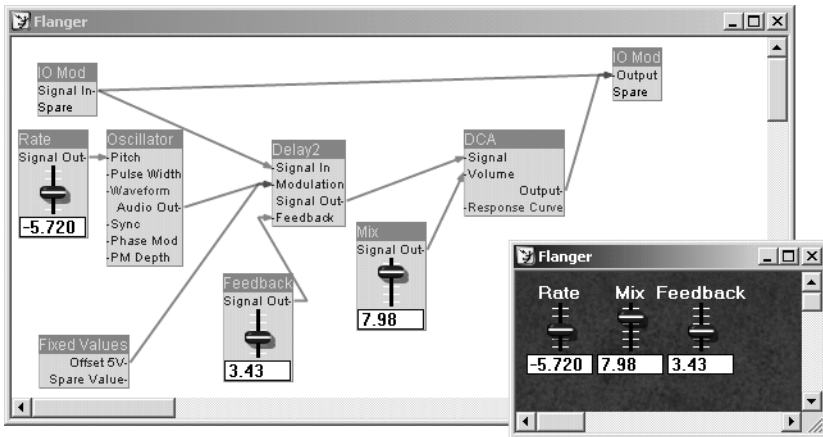 Flanger
IO Mod
Signal In
Spare
IO Mod
Output
Spare
Rate
Signal Out
-5.720
Oscillator
Pitch
Pulse Width
Waveform
Audio Out
Sync
Phase Mod
PM Depth
Delay2
Signal In
Modulation
Signal Out
Feedback
DCA
Signal
Volume
Output
Response Curve
Mix
Signal Out
7.98
Feedback
Signal Out
3.43
Fixed Values
Offset 5V
Spare Value
Flanger
Rate Mix Feedback
-5.720 7.98 3.43